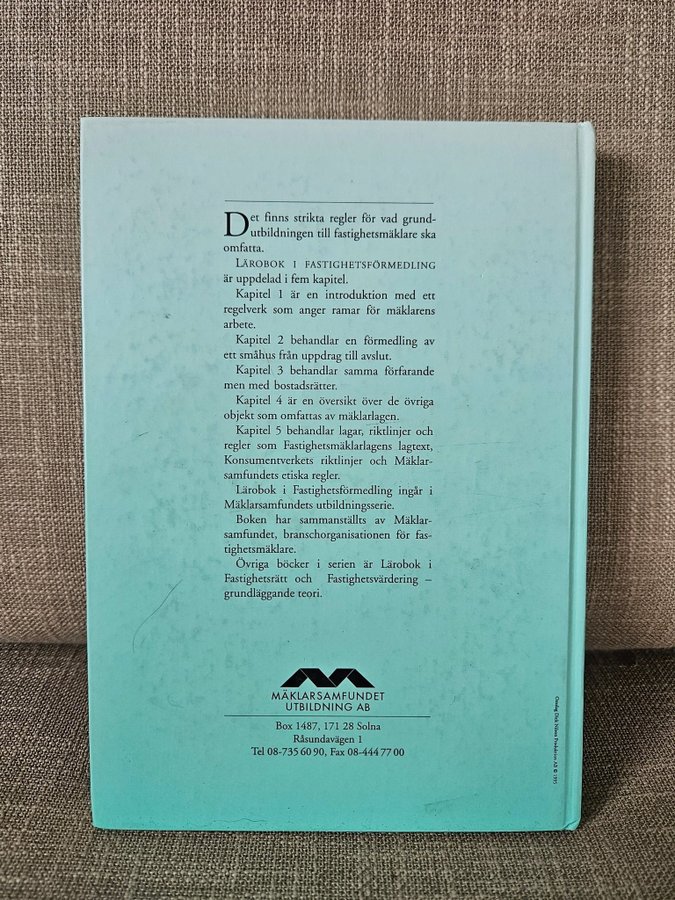 Det finns strikta regler för vad grund-
utbildningen till fastighetsmäklare ska
omfatta.
LÄROBOK I FASTIGHETSFÖRMEDLING
är uppdelad i fem kapitel.
Kapitel 1 är en introduktion med ett
regelverk som anger ramar för mäklarens
arbete.
Kapitel 2 behandlar en förmedling av
ett småhus från uppdrag till avslut.
Kapitel 3 behandlar samma förfarande
men med bostadsrätter.
Kapitel 4 är en översikt över de övriga
objekt som omfattas av mäklarlagen.
Kapitel 5 behandlar lagar, riktlinjer och
regler som Fastighetsmäklarlagens lagtext,
Konsumentverkets riktlinjer och Mäklar-
samfundets etiska regler.
Lärobok i Fastighetsförmedling ingår i
Mäklarsamfundets utbildningsserie.
Boken har sammanställts av Mäklar-
samfundet, branschorganisationen för fas-
tighetsmäklare.
Övriga böcker i serien är Lärobok i
Fastighetsrätt och Fastighetsvärdering –
grundläggande teori.
MÄKLARSAMFUNDET
UTBILDNING AB
Box 1487, 171 28 Solna
Råsundavägen 1
Tel 08-735 60 90, Fax 08-444 77 00
Omslag Dick Nilsson Produktion AB ©